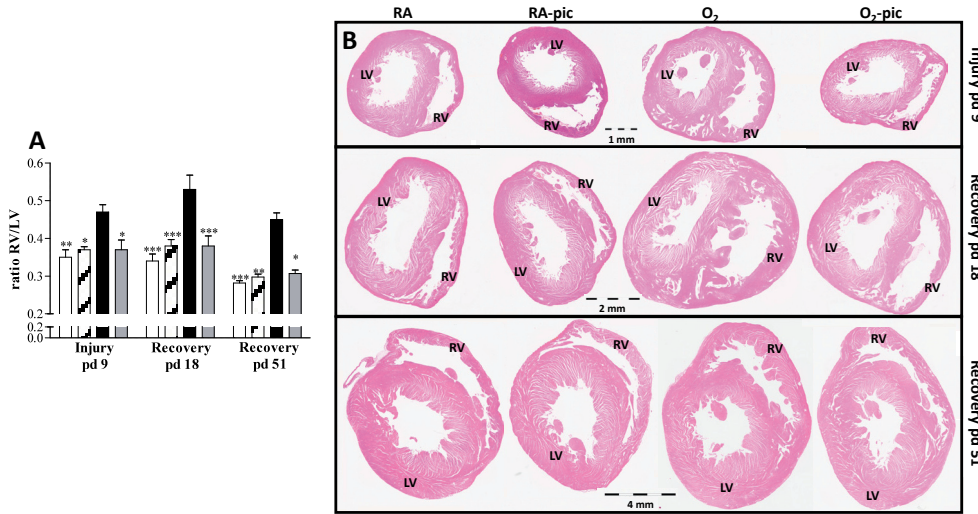 RA RA-pic O₂ O₂-pic
B
LV RV LV RV LV RV LV RV
1 mm
Injury pd 9
A
ratio RV/LV
0.6
0.5
0.4
0.3
0.2
0.2
0.0
** * *
*** *** ***
*** ** *
Injury Recovery Recovery
pd 9 pd 18 pd 51
LV RV RV LV LV RV LV RV
2 mm
Recovery pd 18
RV LV RV LV RV LV RV LV
4 mm
Recovery pd 51